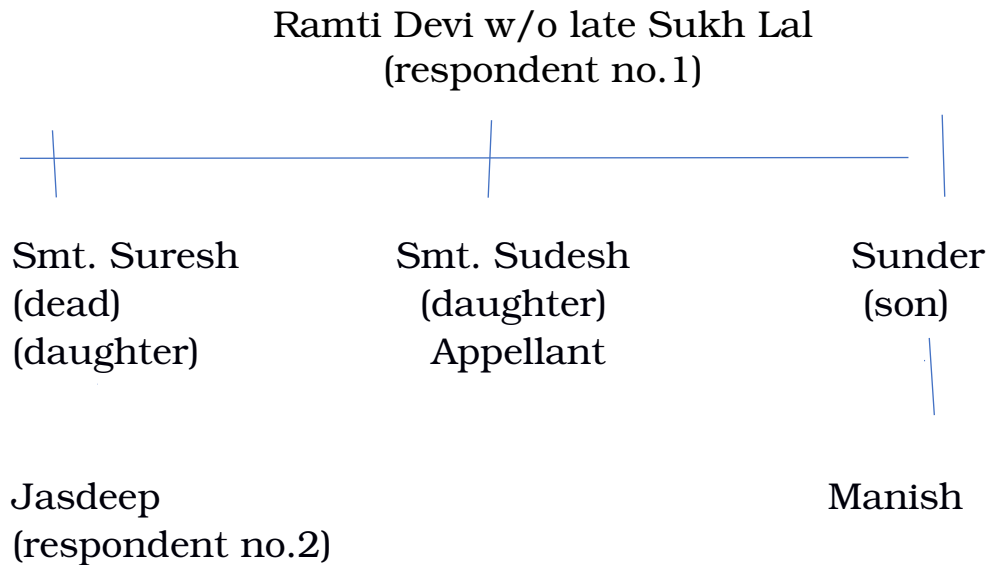 Ramti Devi w/o late Sukh Lal
(respondent no.1)
Smt. Suresh
(dead)
(daughter)
Smt. Sudesh
(daughter)
Appellant
Sunder
(son)
Jasdeep
(respondent no.2)
Manish